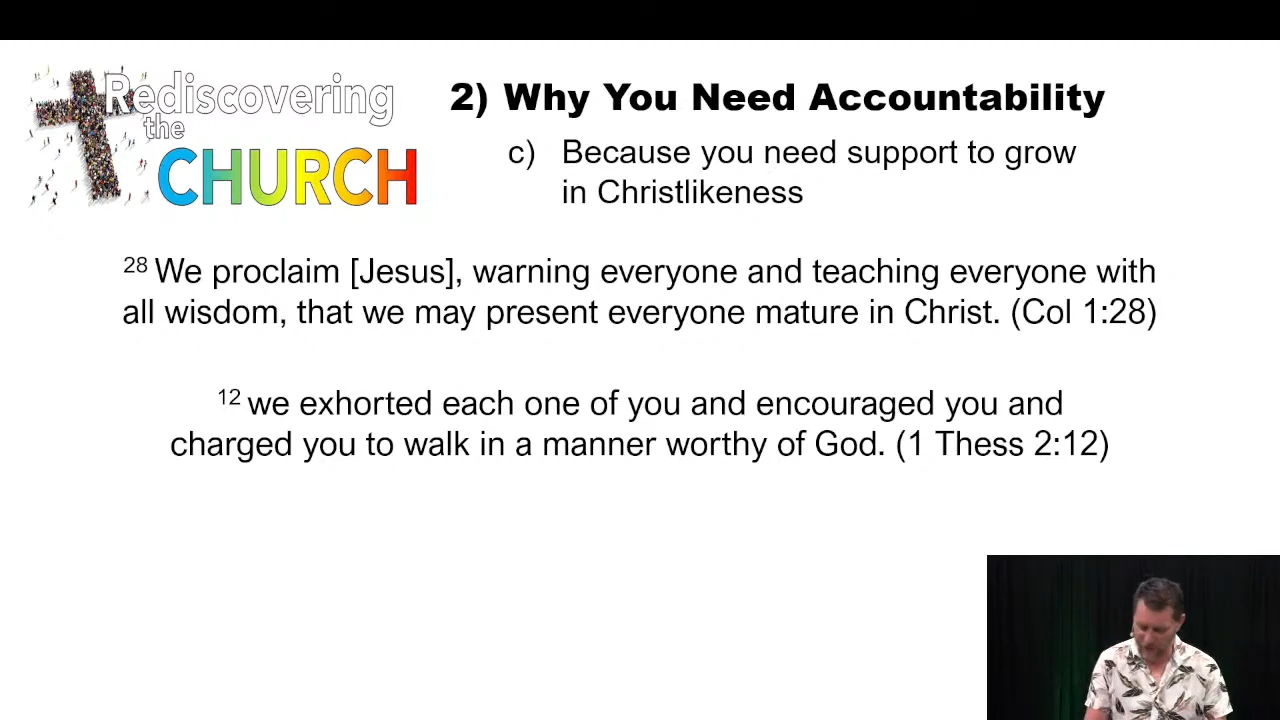 Rediscovering
the
CHURCH
2) Why You Need Accountability
c) Because you need support to grow
in Christlikeness
28 We proclaim [Jesus], warning everyone and teaching everyone with
all wisdom, that we may present everyone mature in Christ. (Col 1:28)
12 we exhorted each one of you and encouraged you and
charged you to walk in a manner worthy of God. (1 Thess 2:12)